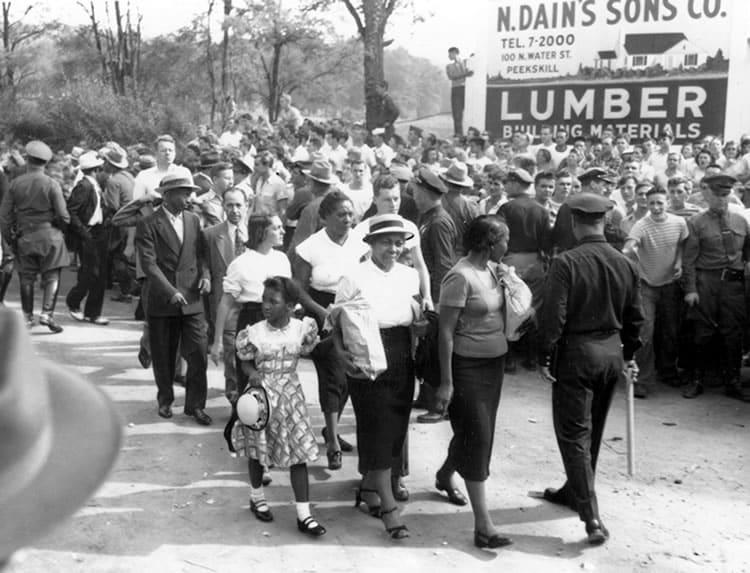 N. DAIN'S SONS CO.
TEL. 7-2000
100 N. WATER ST.
PEEKSKILL
LUMBER
BUILDING MATERIALS